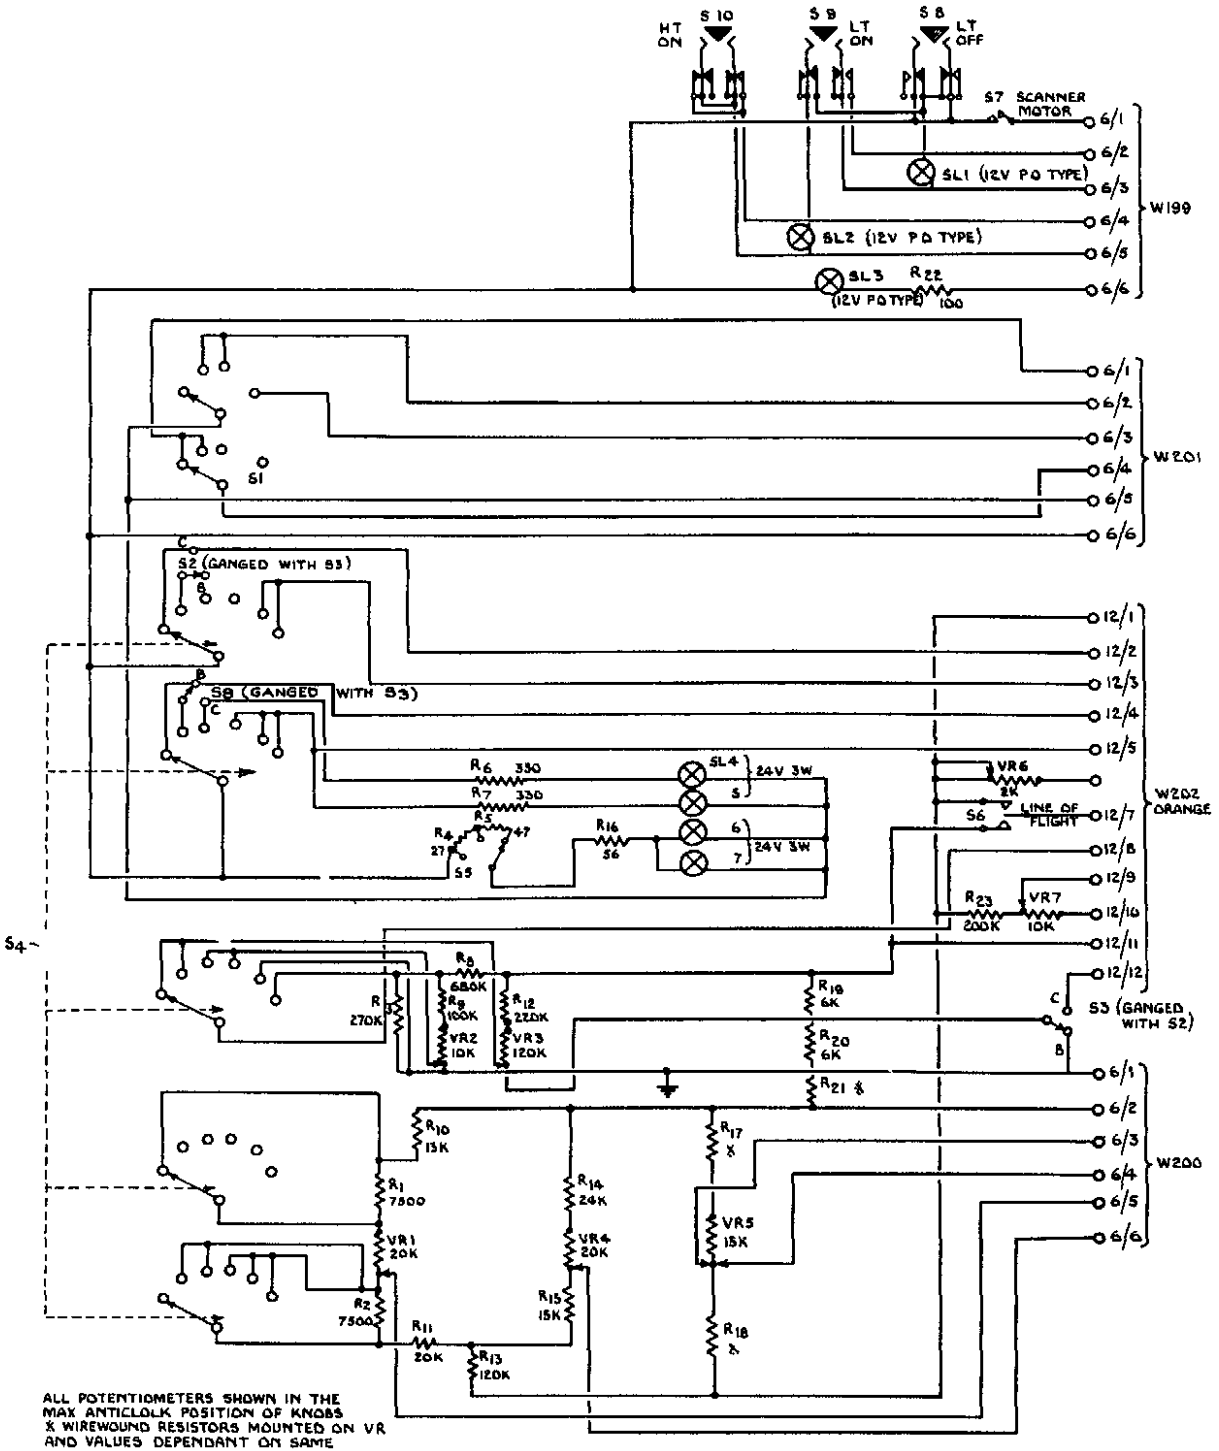 S 10
S 9
S 8
HT ON
LT ON
LT OFF
S7 SCANNER MOTOR
6/1
6/2
SL1 (12V PO TYPE)
6/3
W199
6/4
SL2 (12V PO TYPE)
6/5
SL3
(12V PO TYPE)
R22
100
6/6
6/1
6/2
6/3
W201
6/4
S1
6/5
6/6
C
S2 (GANGED WITH S3)
B
12/1
12/2
B
S8 (GANGED WITH S3)
C
12/3
12/4
12/5
R6 330
SL4
24V 3W
VR6
2K
R7 330
5
W202
ORANGE
S6
LINE OF FLIGHT
12/7
R5
R4
27
47
S5
R16
56
6
7
24V 3W
12/8
12/9
R23
200K
VR7
10K
12/10
S4
12/11
R8
680K
12/12
R3
270K
R9
100K
R12
220K
R19
6K
C
S3 (GANGED WITH S2)
VR2
10K
VR3
120K
R20
6K
B
R21 *
6/1
6/2
R10
13K
R17
*
6/3
W200
6/4
R1
7500
R14
24K
6/5
VR1
20K
VR4
20K
VR5
15K
6/6
R2
7500
R15
15K
R11
20K
R13
120K
R18
*
ALL POTENTIOMETERS SHOWN IN THE
MAX ANTICLOLK POSITION OF KNOBS
* WIREWOUND RESISTORS MOUNTED ON VR
AND VALUES DEPENDANT ON SAME